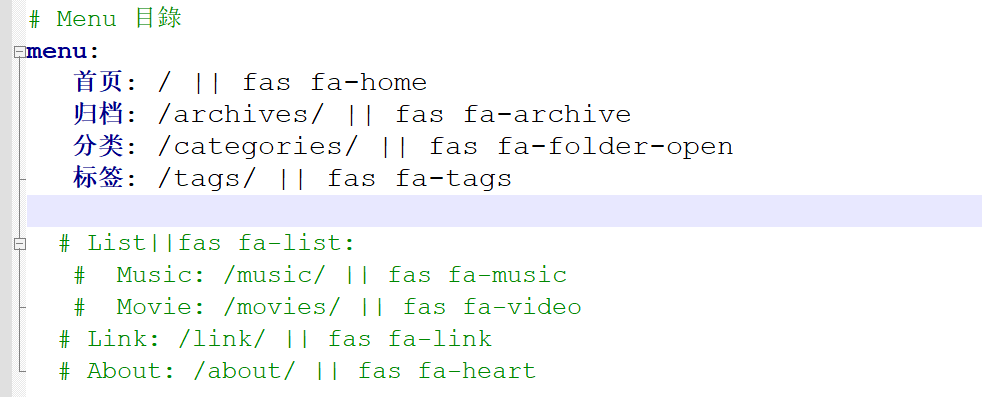 # Menu 目錄
menu:
首页: / || fas fa-home
归档: /archives/ || fas fa-archive
分类: /categories/ || fas fa-folder-open
标签: /tags/ || fas fa-tags
# List||fas fa-list:
#  Music: /music/ || fas fa-music
#  Movie: /movies/ || fas fa-video
# Link: /link/ || fas fa-link
# About: /about/ || fas fa-heart